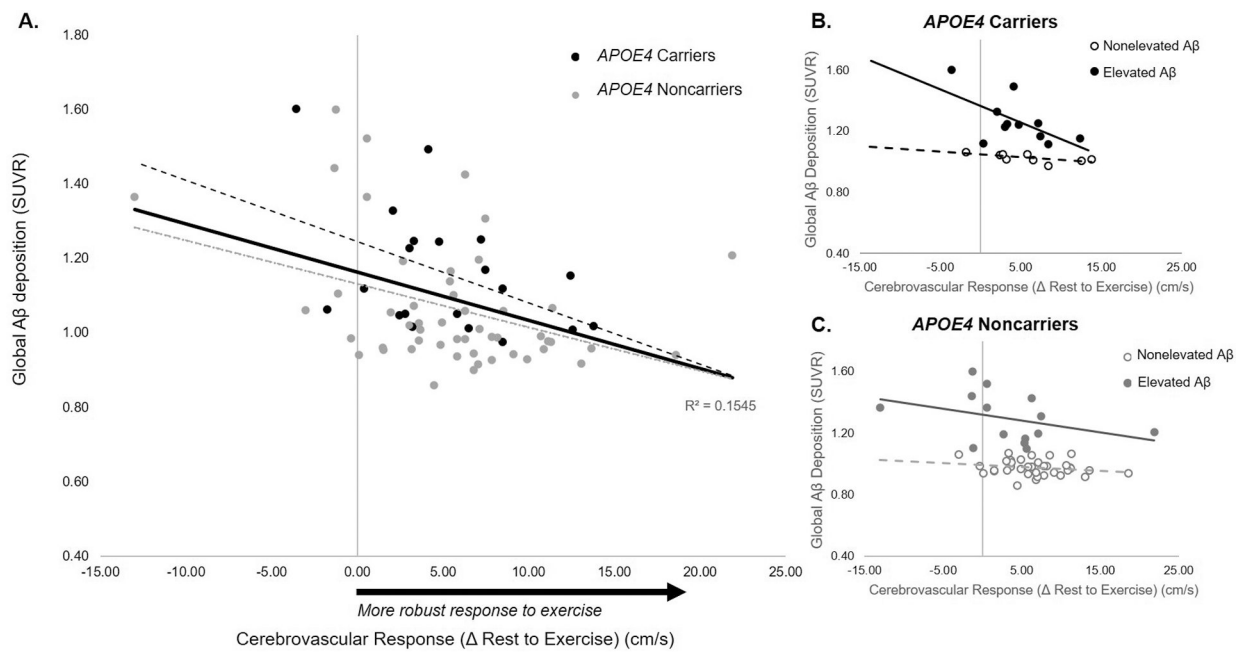 A.
1.80
1.60
1.40
1.20
1.00
0.80
0.60
0.40
Global Aβ deposition (SUVR)
APOE4 Carriers
APOE4 Noncarriers
R² = 0.1545
-15.00 -10.00 -5.00 0.00 5.00 10.00 15.00 20.00 25.00
More robust response to exercise
Cerebrovascular Response (Δ Rest to Exercise) (cm/s)
B.
APOE4 Carriers
Nonelevated Aβ
Elevated Aβ
1.60
1.20
0.80
0.40
Global Aβ Deposition (SUVR)
-15.00 -5.00 5.00 15.00 25.00
Cerebrovascular Response (Δ Rest to Exercise) (cm/s)
C.
APOE4 Noncarriers
Nonelevated Aβ
Elevated Aβ
1.60
1.20
0.80
0.40
Global Aβ Deposition (SUVR)
-15.00 -5.00 5.00 15.00 25.00
Cerebrovascular Response (Δ Rest to Exercise) (cm/s)